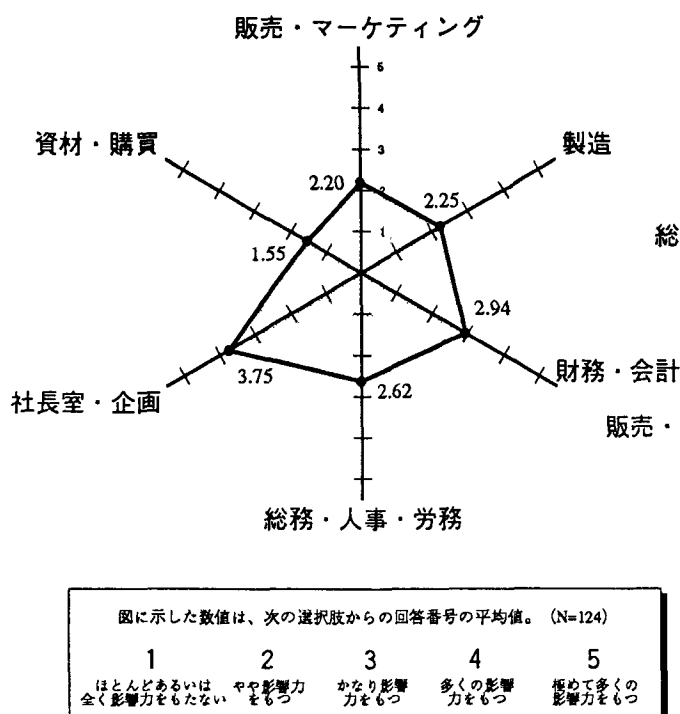 販売・マーケティング
5
4
3
2
1
資材・購買
製造
2.20
2.25
1.55
総
2.94
3.75
2.62
財務・会計
社長室・企画
販売・
総務・人事・労務
図に示した数値は、次の選択肢からの回答番号の平均値。(N=124)
1 2 3 4 5
ほとんどあるいは やや影響力 かなり影響 多くの影響 極めて多くの
全く影響力をもたない をもつ 力をもつ 力をもつ 影響力をもつ